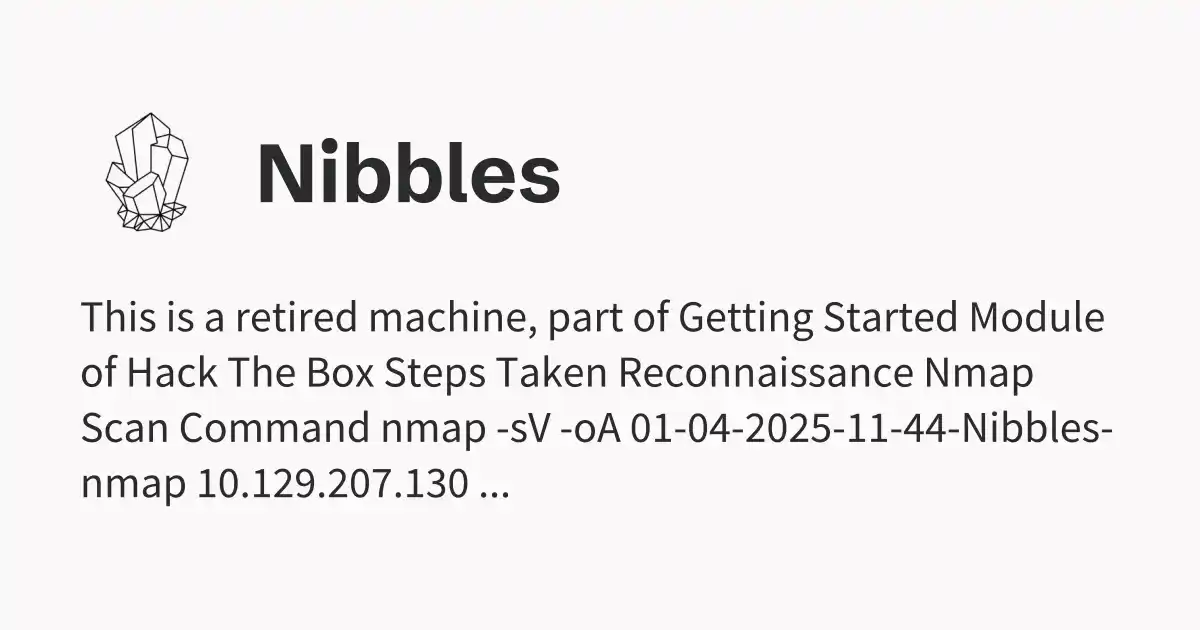 Nibbles
This is a retired machine, part of Getting Started Module
of Hack The Box Steps Taken Reconnaissance Nmap
Scan Command nmap -sV -oA 01-04-2025-11-44-Nibbles-
nmap 10.129.207.130 ...